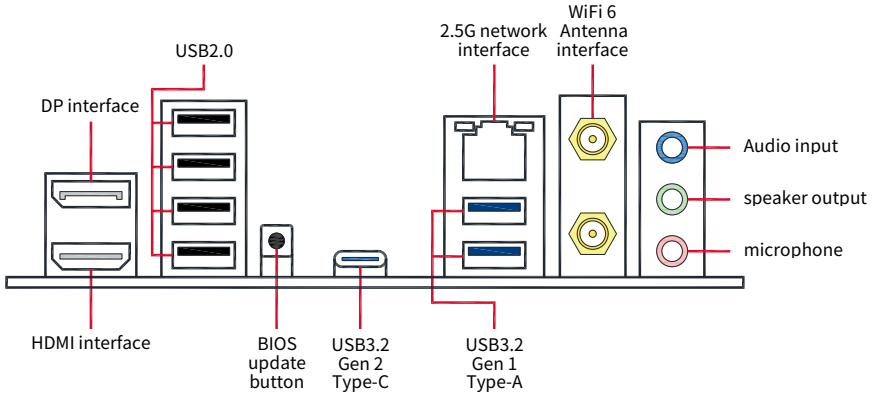 WiFi 6
Antenna
interface
2.5G network
interface
USB2.0
DP interface
Audio input
speaker output
microphone
HDMI interface
BIOS
update
button
USB3.2
Gen 2
Type-C
USB3.2
Gen 1
Type-A